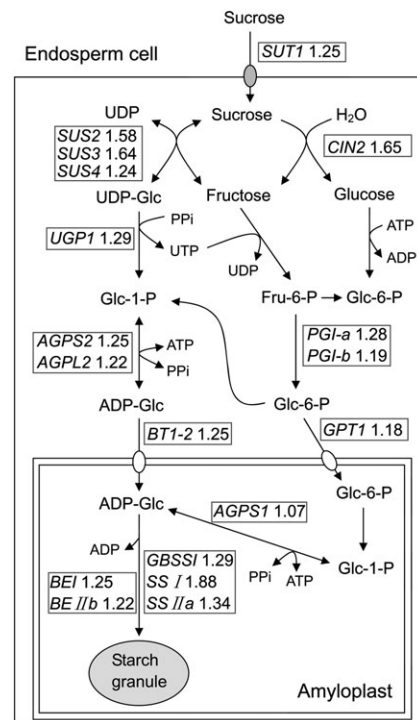 Sucrose
Endosperm cell
SUT1 1.25
UDP
Sucrose
H₂O
SUS2 1.58
SUS3 1.64
SUS4 1.24
CIN2 1.65
UDP-Glc
Fructose
Glucose
PPi
UGP1 1.29
UTP
UDP
ATP
ADP
Glc-1-P
Fru-6-P
Glc-6-P
AGPS2 1.25
AGPL2 1.22
ATP
PPi
PGI-a 1.28
PGI-b 1.19
ADP-Glc
Glc-6-P
BT1-2 1.25
GPT1 1.18
ADP-Glc
AGPS1 1.07
Glc-6-P
ADP
GBSSI 1.29
SS I 1.88
SS IIa 1.34
BEI 1.25
BE IIb 1.22
PPi
ATP
Glc-1-P
Starch
granule
Amyloplast